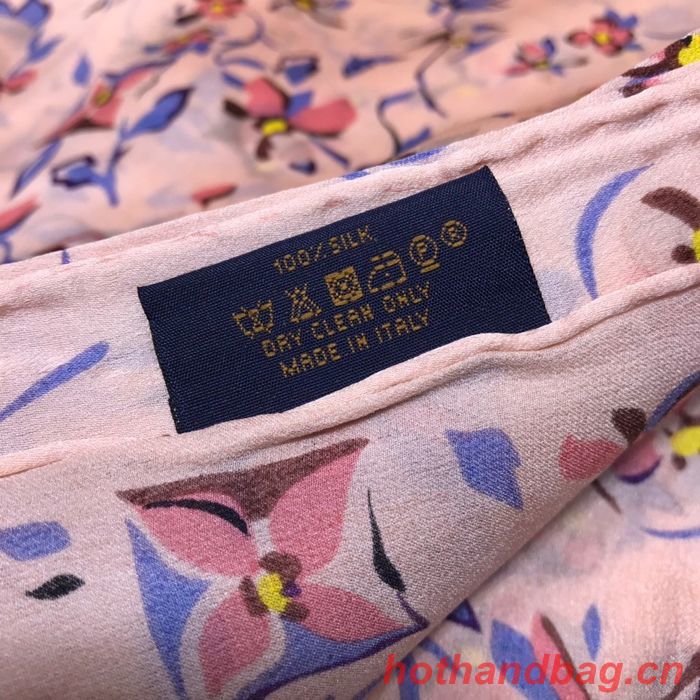 100% SILK
DRY CLEAN ONLY
MADE IN ITALY
hothandbag.cn